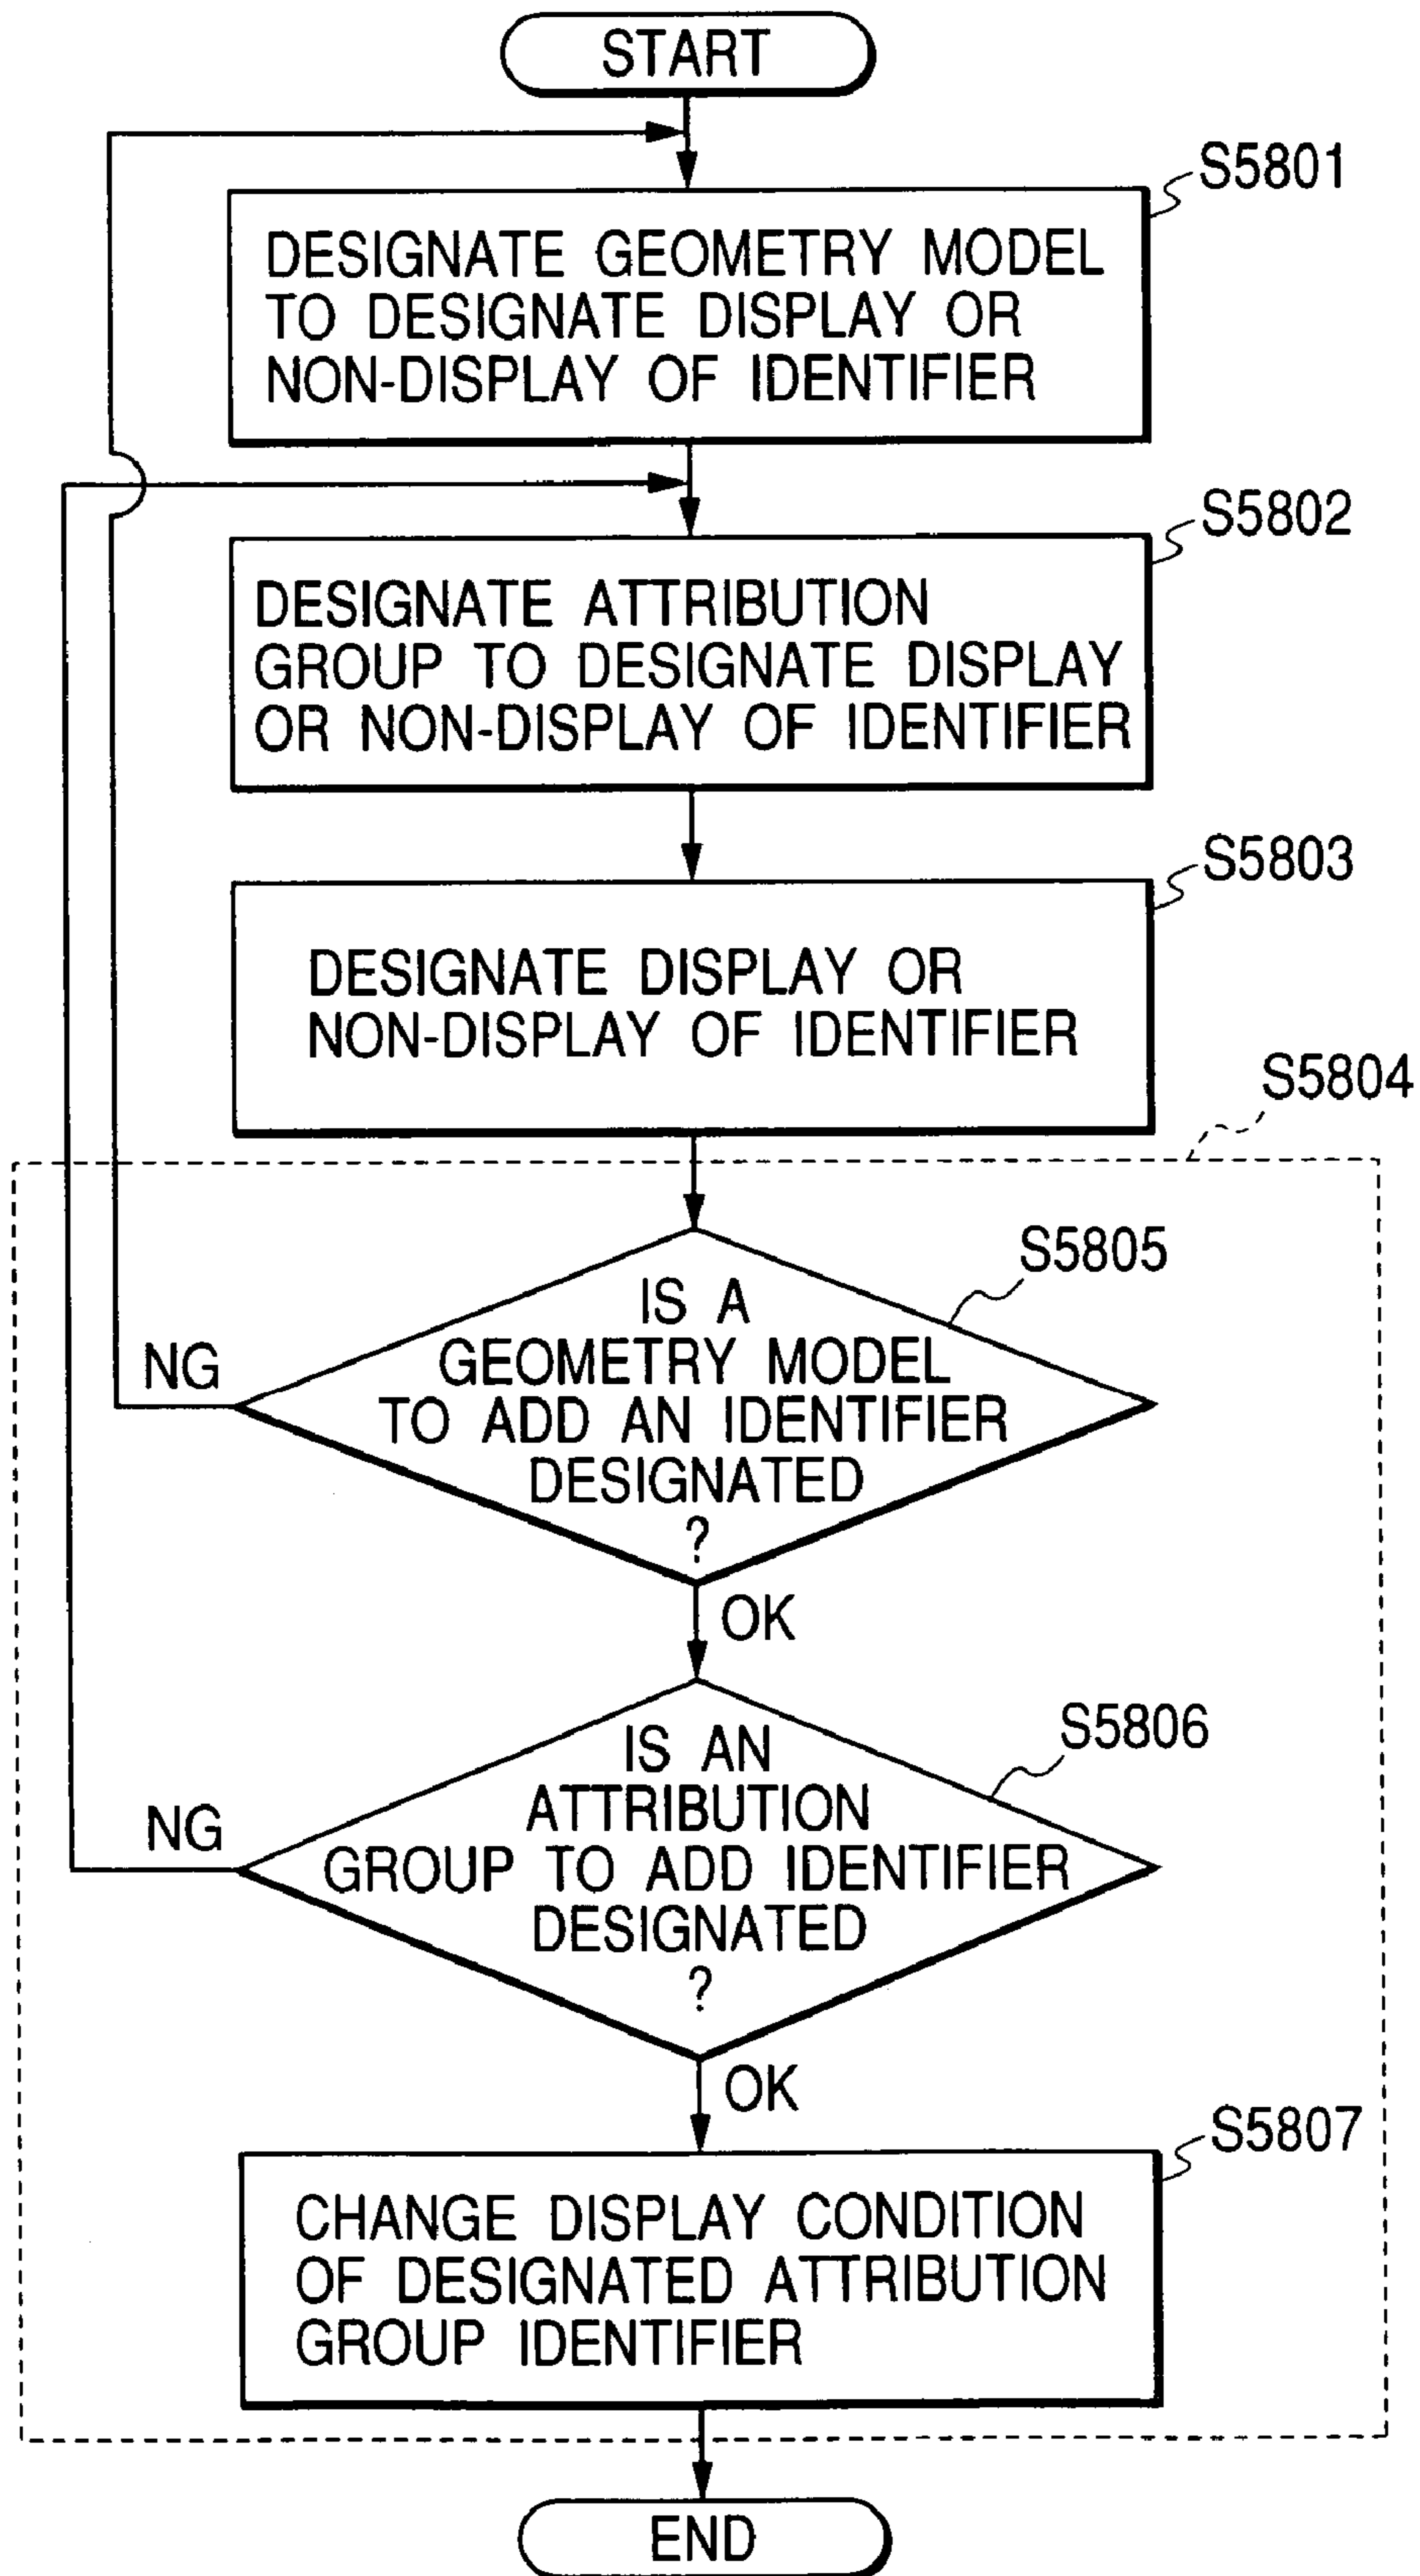 START
S5801
DESIGNATE GEOMETRY MODEL
TO DESIGNATE DISPLAY OR
NON-DISPLAY OF IDENTIFIER
S5802
DESIGNATE ATTRIBUTION
GROUP TO DESIGNATE DISPLAY
OR NON-DISPLAY OF IDENTIFIER
S5803
DESIGNATE DISPLAY OR
NON-DISPLAY OF IDENTIFIER
S5804
S5805
IS A
GEOMETRY MODEL
TO ADD AN IDENTIFIER
DESIGNATED
?
NG
OK
S5806
IS AN
ATTRIBUTION
GROUP TO ADD IDENTIFIER
DESIGNATED
?
NG
OK
S5807
CHANGE DISPLAY CONDITION
OF DESIGNATED ATTRIBUTION
GROUP IDENTIFIER
END